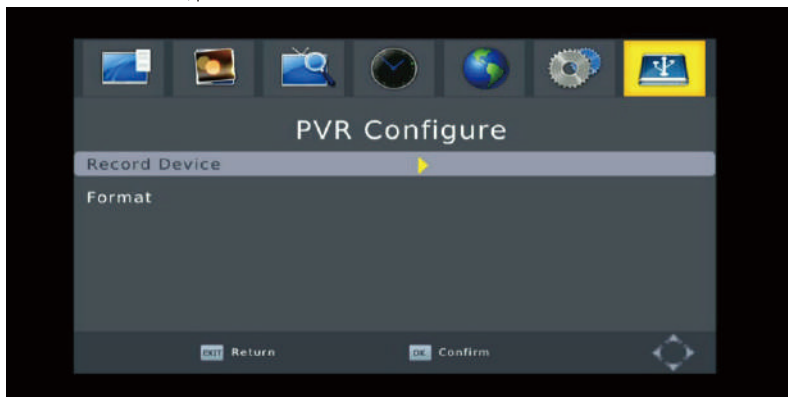 PVR Configure
Record Device
Format
EXIT Return
OK Confirm